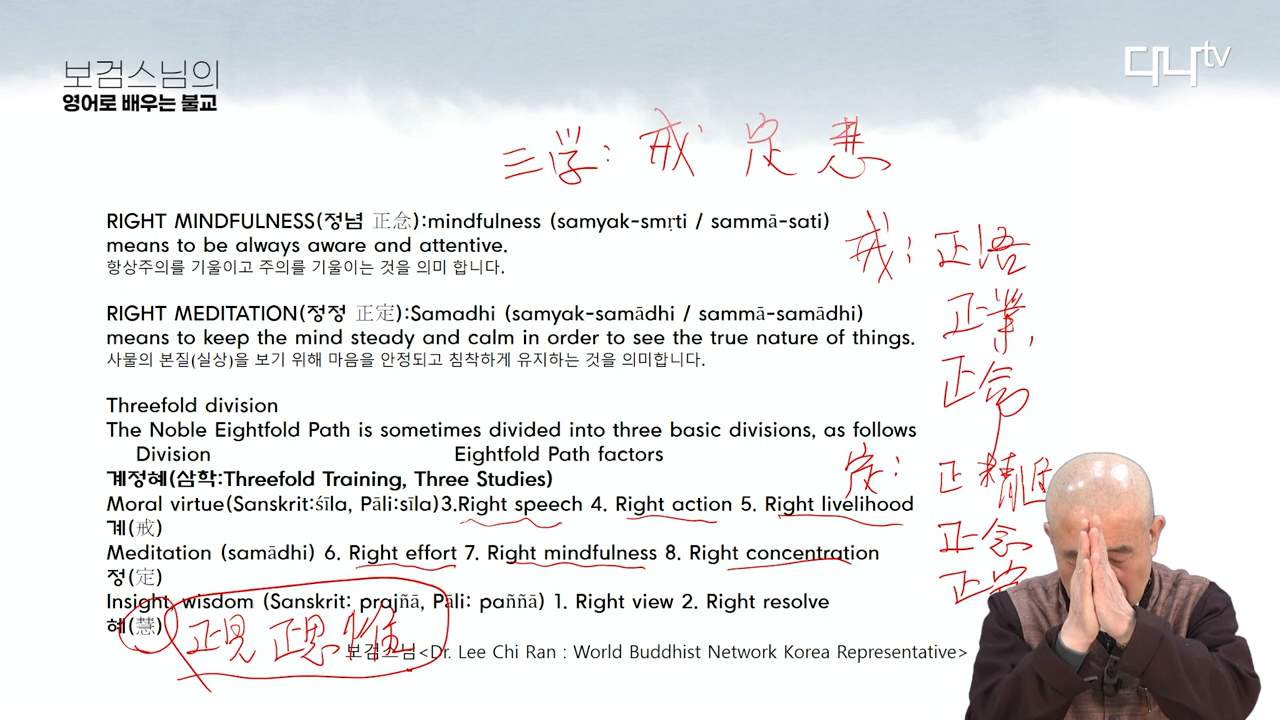 보검스님의
영어로 배우는 불교
디나tv
三学: 戒 定 慧
RIGHT MINDFULNESS(정념 正念):mindfulness (samyak-smṛti / sammā-sati)
means to be always aware and attentive.
항상주의를 기울이고 주의를 기울이는 것을 의미 합니다.
RIGHT MEDITATION(정정 正定):Samadhi (samyak-samādhi / sammā-samādhi)
means to keep the mind steady and calm in order to see the true nature of things.
사물의 본질(실상)을 보기 위해 마음을 안정되고 침착하게 유지하는 것을 의미합니다.
Threefold division
The Noble Eightfold Path is sometimes divided into three basic divisions, as follows
Division Eightfold Path factors
계정혜(삼학:Threefold Training, Three Studies)
Moral virtue(Sanskrit:śīla, Pāli:sīla)3.Right speech 4. Right action 5. Right livelihood
계(戒)
Meditation (samādhi) 6. Right effort 7. Right mindfulness 8. Right concentration
정(定)
Insight, wisdom (Sanskrit: prajñā, Pāli: paññā) 1. Right view 2. Right resolve
혜(慧)
正見 正思惟
보검스님<Dr. Lee Chi Ran : World Buddhist Network Korea Representative>
戒: 正语
正業,
正命
定: 正精進
正念
正定